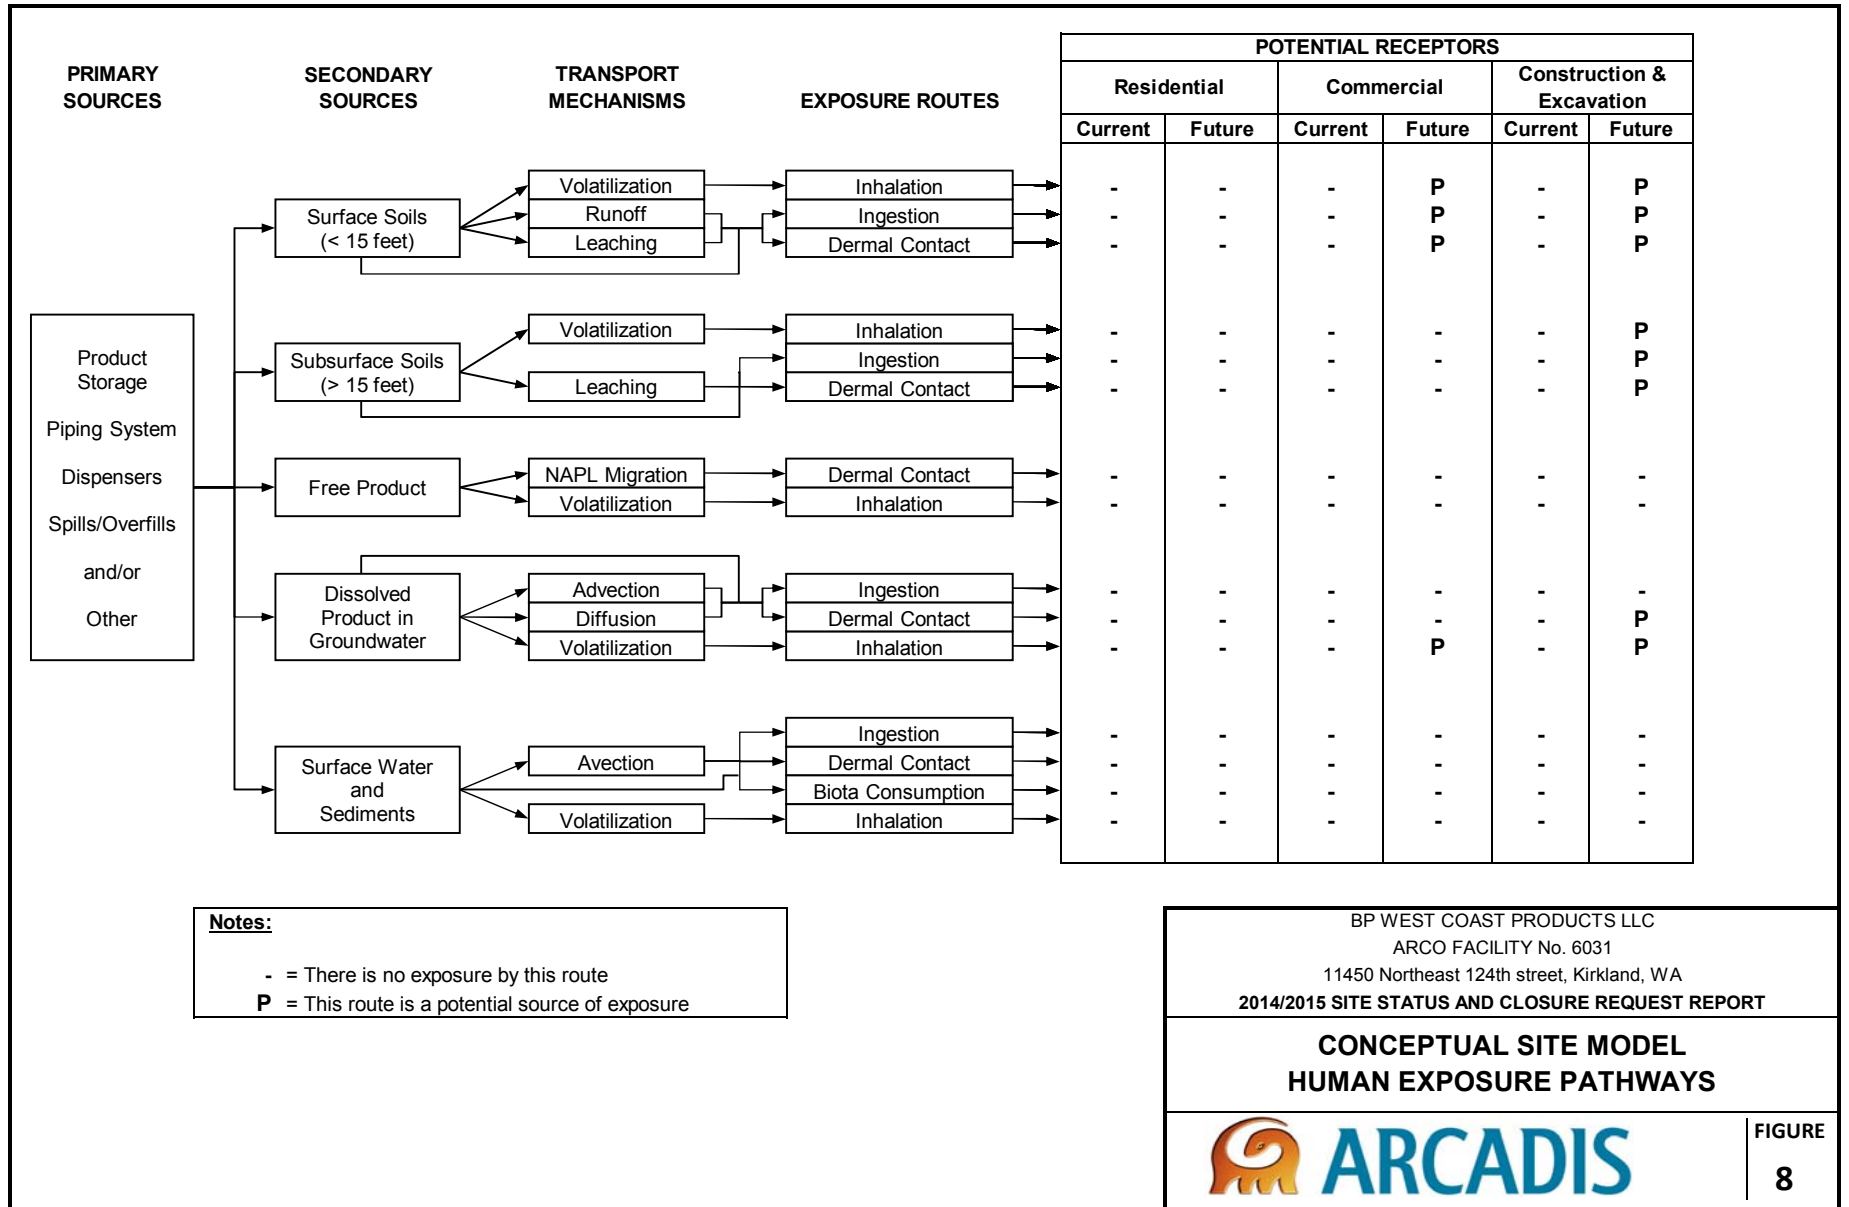 PRIMARY
SOURCES
SECONDARY
SOURCES
TRANSPORT
MECHANISMS
EXPOSURE ROUTES
POTENTIAL RECEPTORS
Residential
Commercial
Construction &
Excavation
Current Future Current Future Current Future
Product
Storage
Piping System
Dispensers
Spills/Overfills
and/or
Other
Surface Soils
(< 15 feet)
Volatilization
Runoff
Leaching
Inhalation - - - P - P
Ingestion - - - P - P
Dermal Contact - - - P - P
Subsurface Soils
(> 15 feet)
Volatilization
Leaching
Inhalation - - - - - P
Ingestion - - - - - P
Dermal Contact - - - - - P
Free Product
NAPL Migration
Volatilization
Dermal Contact - - - - - -
Inhalation - - - - - -
Dissolved
Product in
Groundwater
Advection
Diffusion
Volatilization
Ingestion - - - - - -
Dermal Contact - - - - - P
Inhalation - - - P - P
Surface Water
and
Sediments
Avection
Volatilization
Ingestion - - - - - -
Dermal Contact - - - - - -
Biota Consumption - - - - - -
Inhalation - - - - - -
Notes:
- = There is no exposure by this route
P = This route is a potential source of exposure
BP WEST COAST PRODUCTS LLC
ARCO FACILITY No. 6031
11450 Northeast 124th street, Kirkland, WA
2014/2015 SITE STATUS AND CLOSURE REQUEST REPORT
CONCEPTUAL SITE MODEL
HUMAN EXPOSURE PATHWAYS
ARCADIS
FIGURE
8